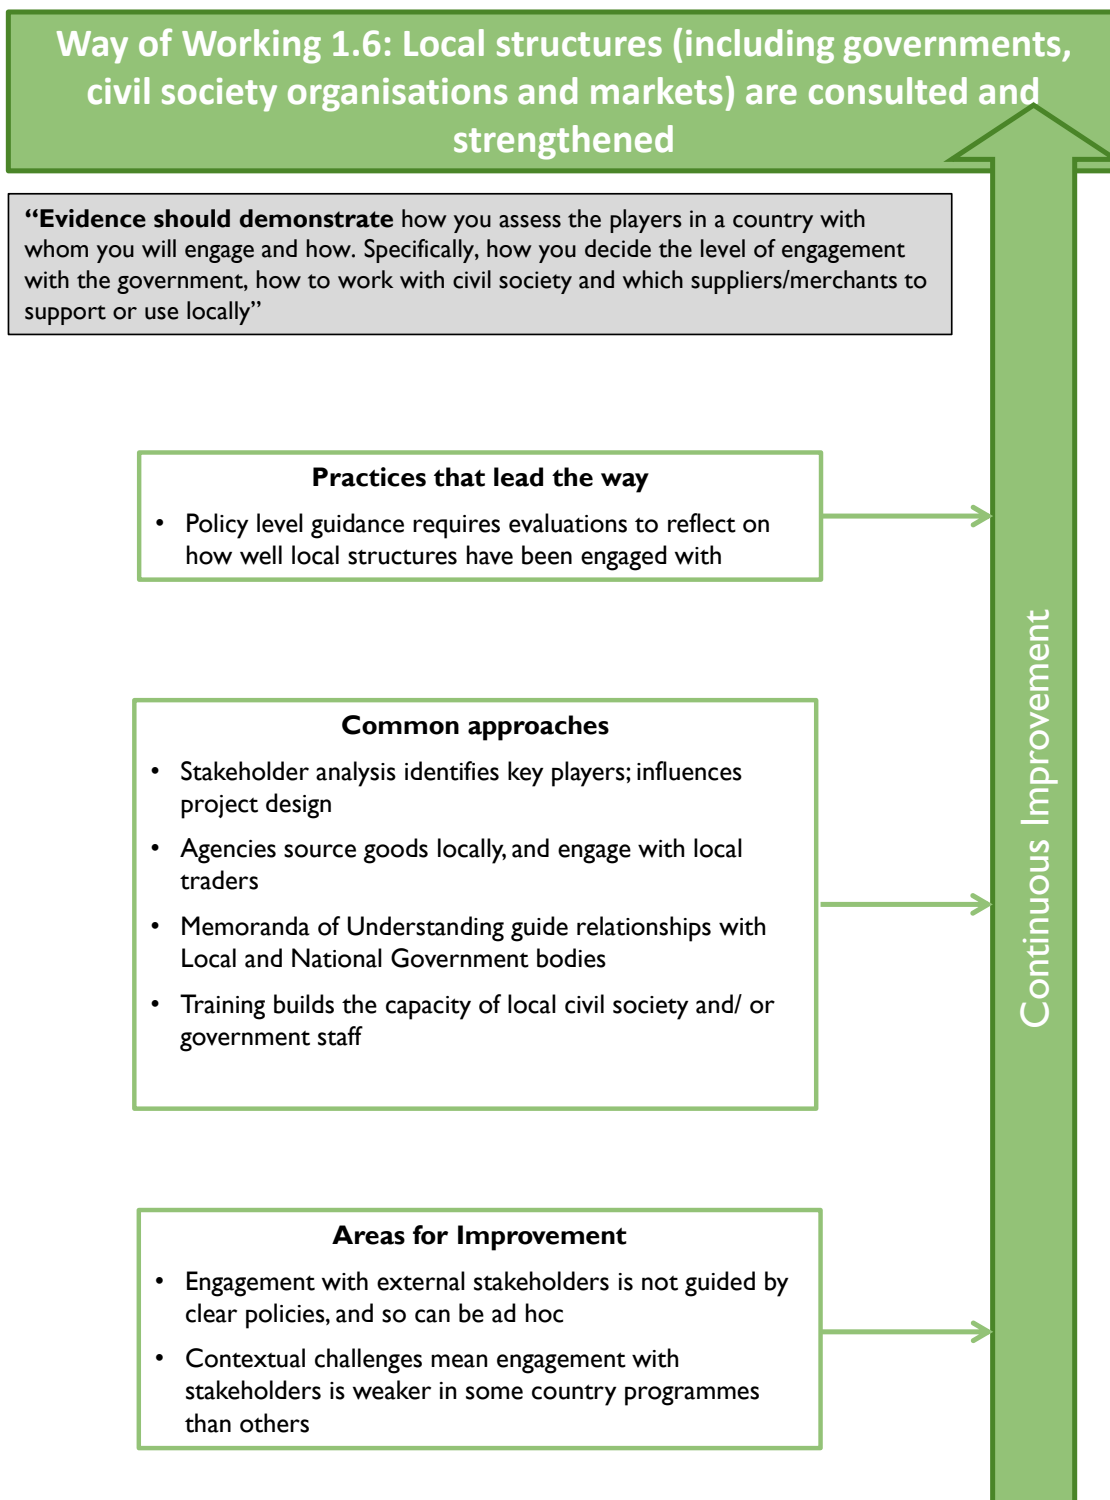 Way of Working 1.6: Local structures (including governments,
civil society organisations and markets) are consulted and
strengthened
“Evidence should demonstrate how you assess the players in a country with
whom you will engage and how. Specifically, how you decide the level of engagement
with the government, how to work with civil society and which suppliers/merchants to
support or use locally”
Practices that lead the way
• Policy level guidance requires evaluations to reflect on
how well local structures have been engaged with
Common approaches
• Stakeholder analysis identifies key players; influences
project design
• Agencies source goods locally, and engage with local
traders
• Memoranda of Understanding guide relationships with
Local and National Government bodies
• Training builds the capacity of local civil society and/ or
government staff
Areas for Improvement
• Engagement with external stakeholders is not guided by
clear policies, and so can be ad hoc
• Contextual challenges mean engagement with
stakeholders is weaker in some country programmes
than others
Continuous Improvement